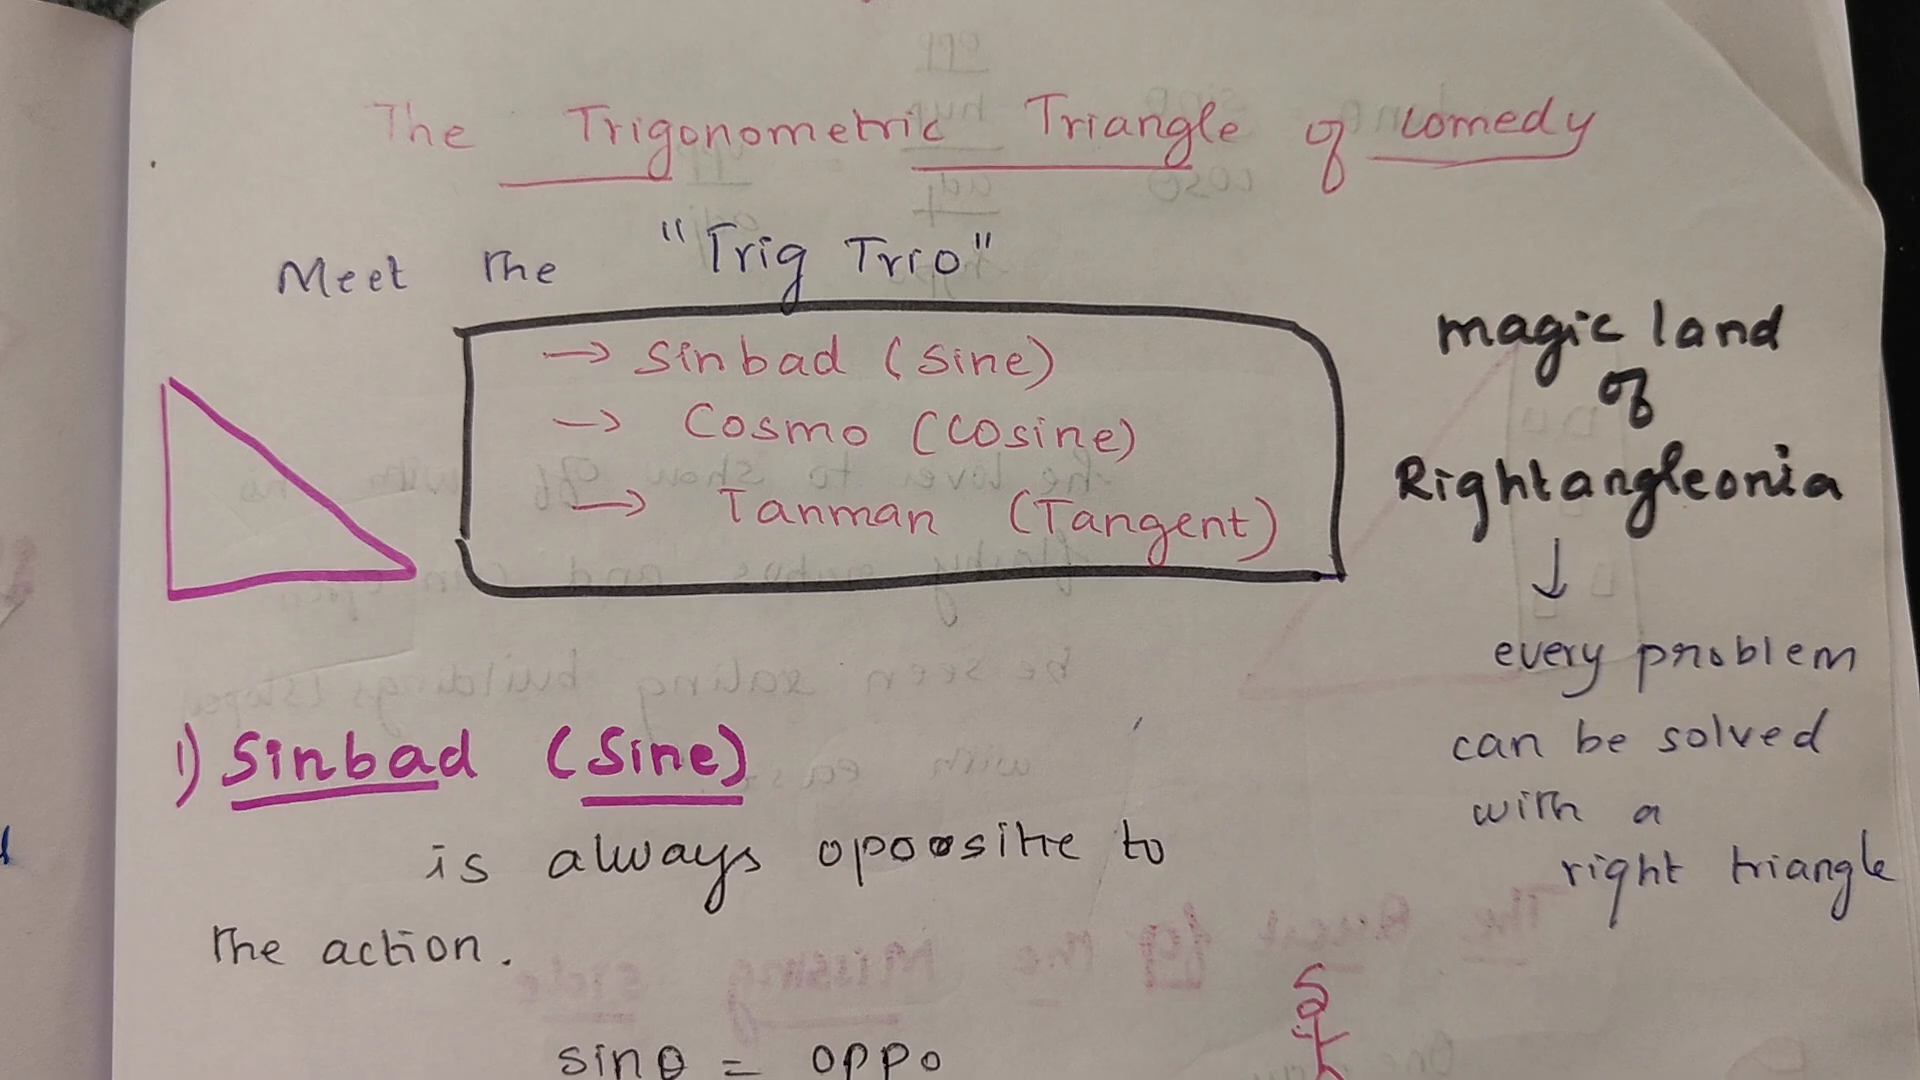 The Trigonometric Triangle of comedy
Meet The "Trig Trio"
→ Sinbad (Sine)
→ Cosmo (Cosine)
→ Tanman (Tangent)
magic land
of
Rightangleonia
↓
every problem
can be solved
with a
right triangle
1) Sinbad (Sine)
is always opoosite to
The action.
sinθ = oppo